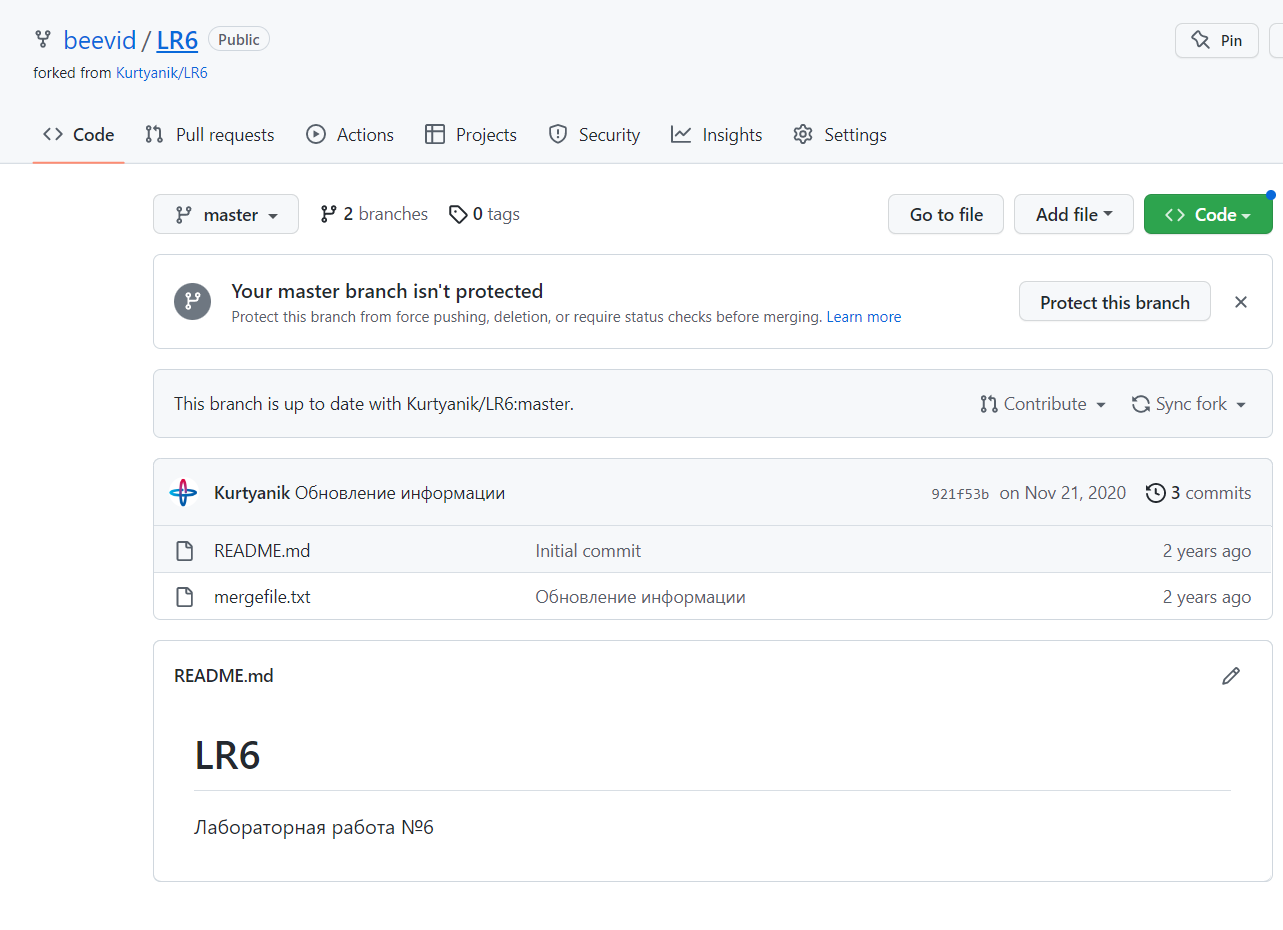 beevid / LR6 Public Pin
forked from Kurtyanik/LR6
Code Pull requests Actions Projects Security Insights Settings
master 2 branches 0 tags Go to file Add file Code
Your master branch isn't protected
Protect this branch from force pushing, deletion, or require status checks before merging. Learn more
Protect this branch
This branch is up to date with Kurtyanik/LR6:master. Contribute Sync fork
Kurtyanik Обновление информации 921f53b on Nov 21, 2020 3 commits
README.md Initial commit 2 years ago
mergefile.txt Обновление информации 2 years ago
README.md
LR6
Лабораторная работа №6